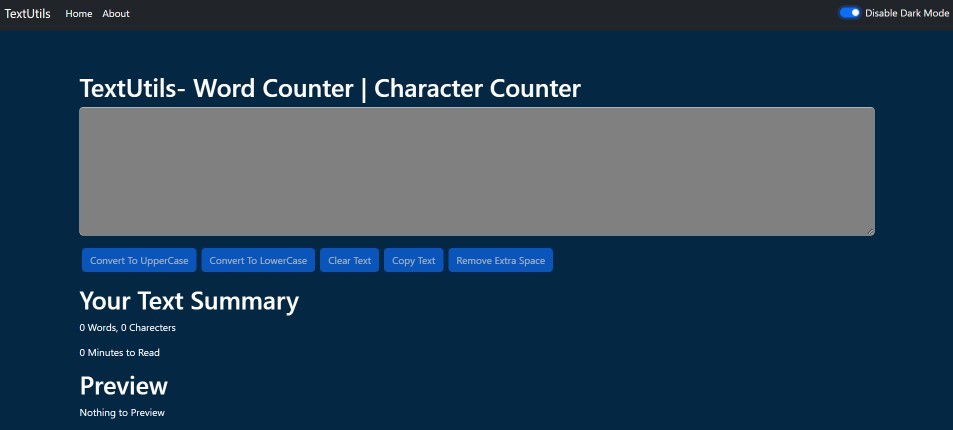 TextUtils Home About Disable Dark Mode
TextUtils- Word Counter | Character Counter
Convert To UpperCase Convert To LowerCase Clear Text Copy Text Remove Extra Space
Your Text Summary
0 Words, 0 Charecters
0 Minutes to Read
Preview
Nothing to Preview